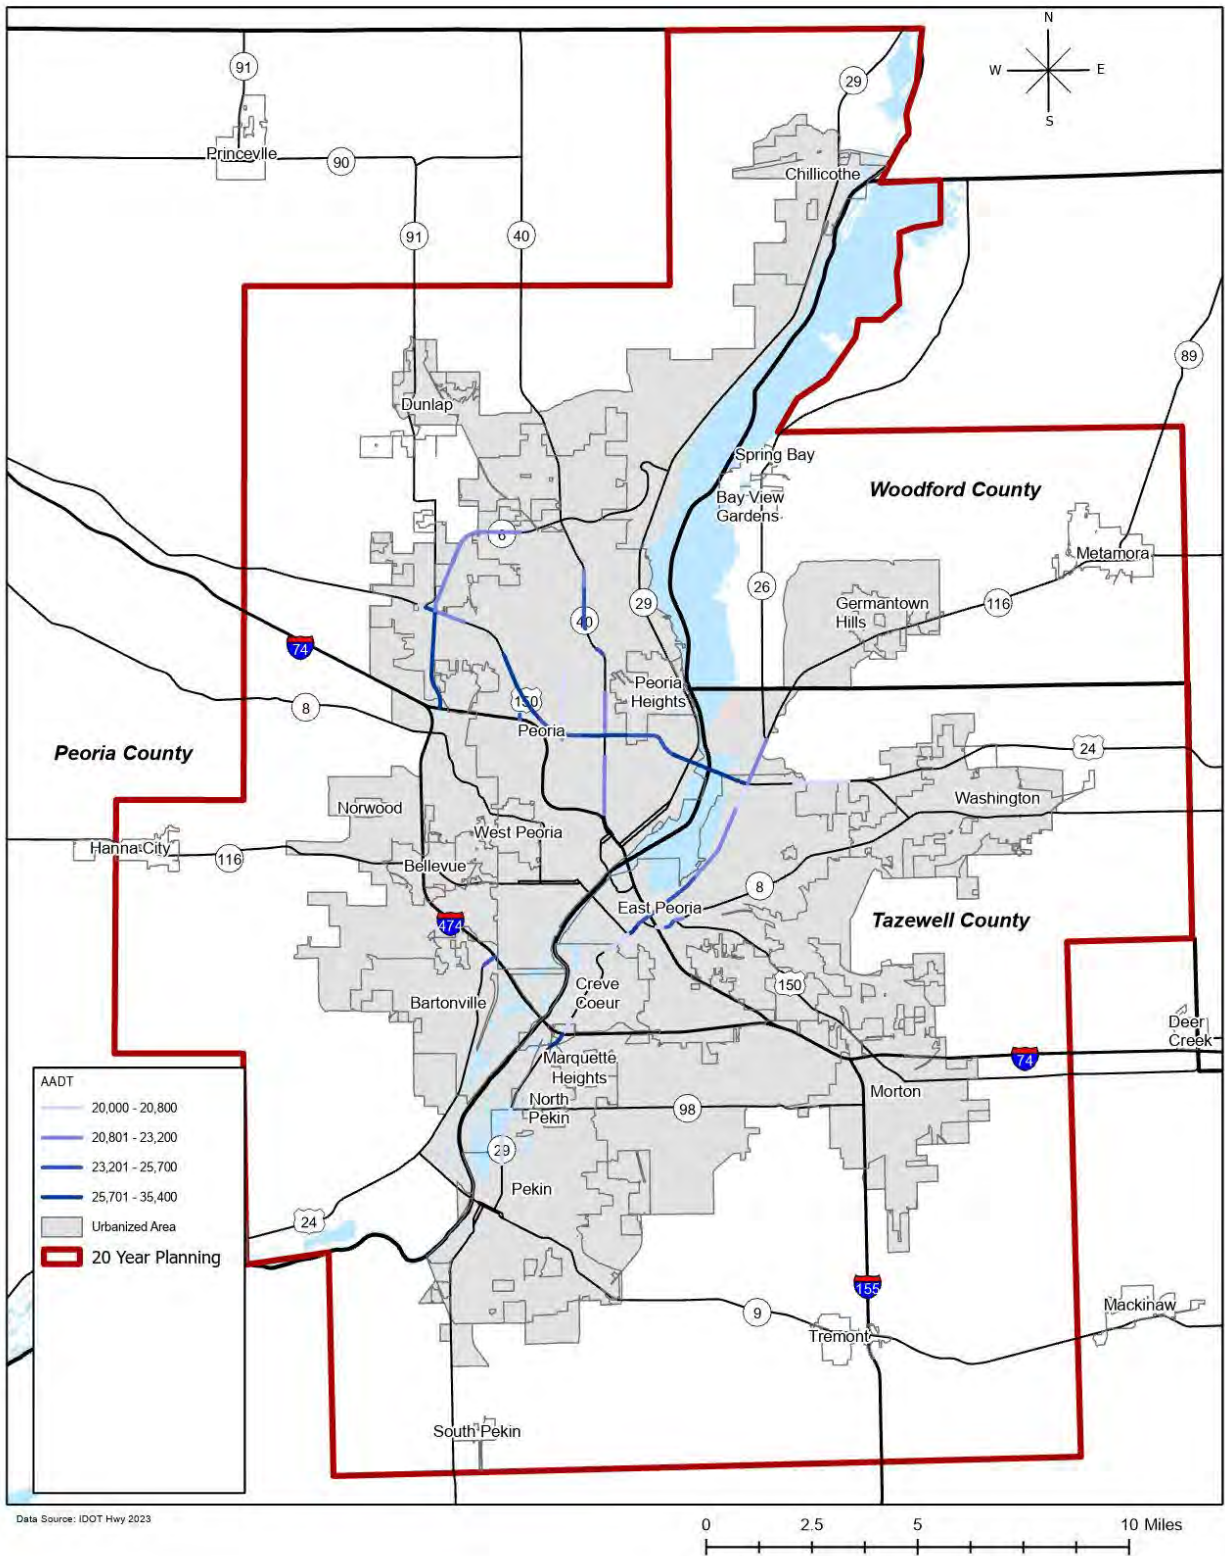 N
W E
S
91
29
Princevlle
90
Chillicothe
91
40
89
Dunlap
Spring Bay
Woodford County
Bay View
Gardens
6
Metamora
26
29
Germantown
Hills
116
40
74
Peoria
Heights
150
8
Peoria
Peoria County
24
Norwood
Washington
West Peoria
Hanna City
116
Bellevue
8
East Peoria
474
Tazewell County
Creve
Coeur
150
Bartonville
Deer
Creek
Marquette
Heights
74
Morton
North
Pekin
98
29
Pekin
24
155
9
Mackinaw
Tremont
South Pekin
AADT
20,000 - 20,800
20,801 - 23,200
23,201 - 25,700
25,701 - 35,400
Urbanized Area
20 Year Planning
Data Source: IDOT Hwy 2023
0 2.5 5 10 Miles